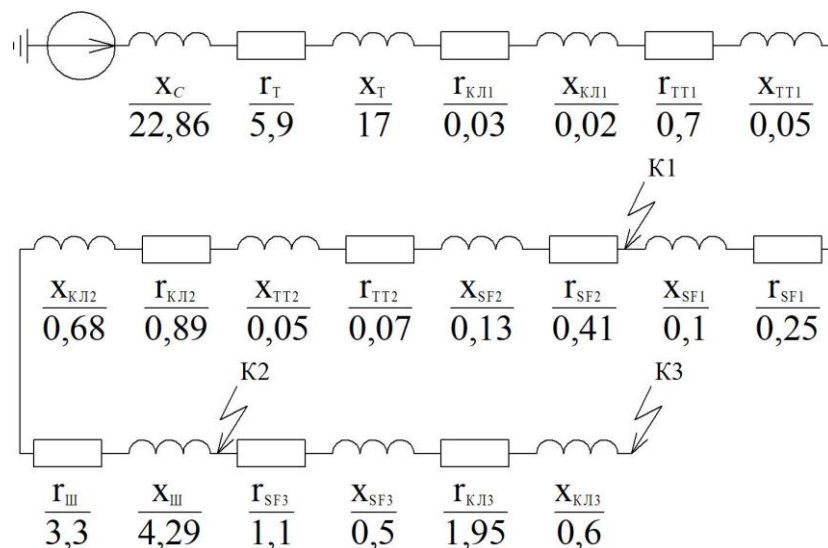 x_C r_T x_T r_КЛ1 x_КЛ1 r_ТТ1 x_ТТ1
22,86 5,9 17 0,03 0,02 0,7 0,05
К1
x_КЛ2 r_КЛ2 x_ТТ2 r_ТТ2 x_SF2 r_SF2 x_SF1 r_SF1
0,68 0,89 0,05 0,07 0,13 0,41 0,1 0,25
К2 К3
r_Ш x_Ш r_SF3 x_SF3 r_КЛ3 x_КЛ3
3,3 4,29 1,1 0,5 1,95 0,6